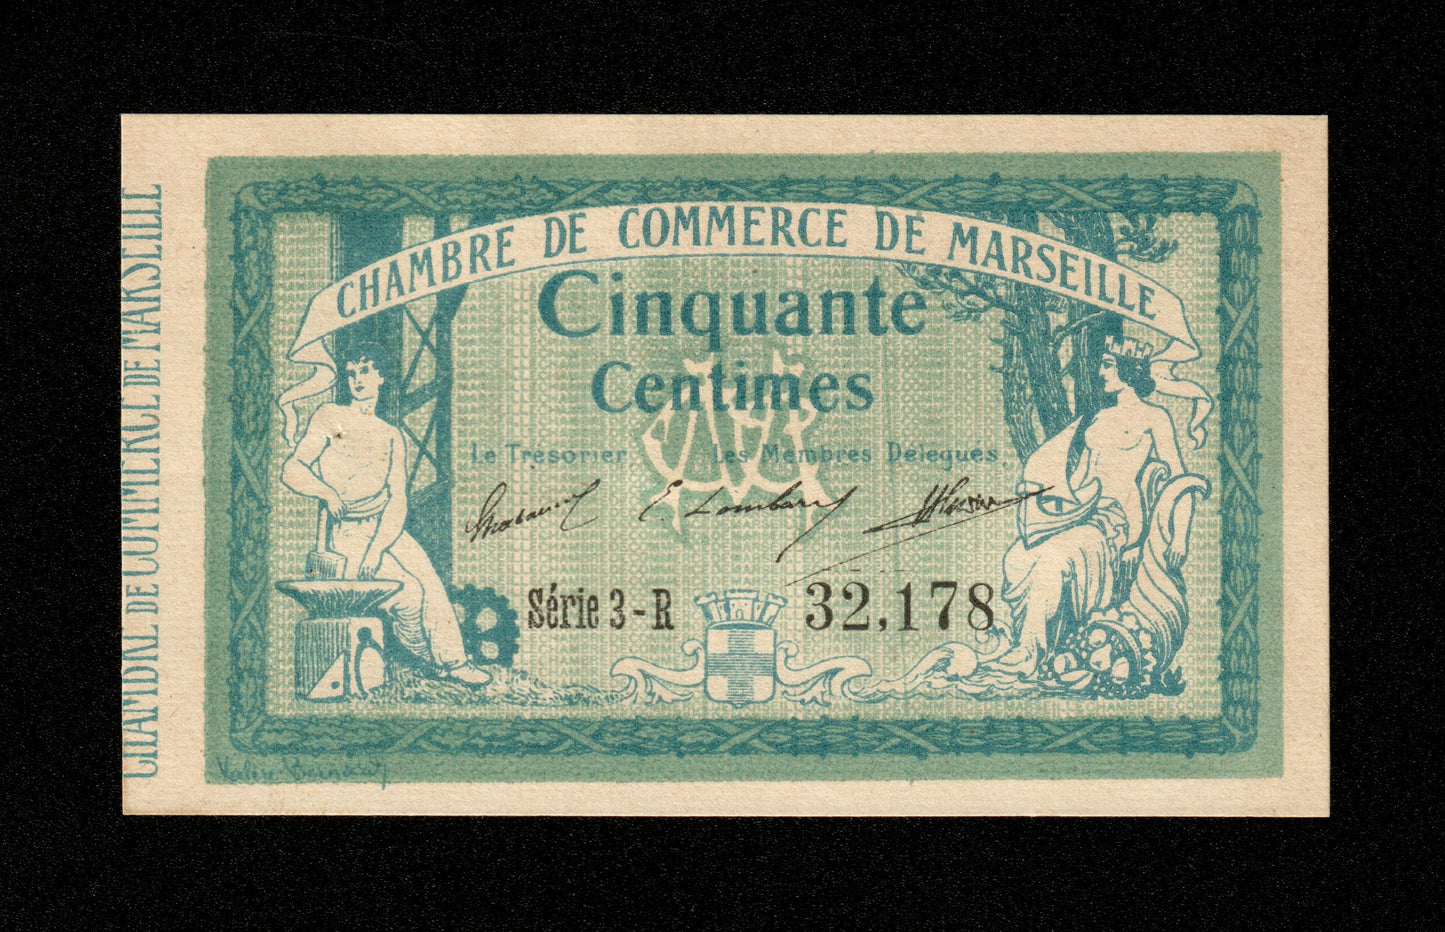 CHAMBRE DE COMMERCE DE MARSEILLE
CHAMBRE DE COMMERCE DE MARSEILLE
Cinquante
Centimes
Le Trésorier Les Membres Délégués
E. Lombard
Série 3-R 32,178